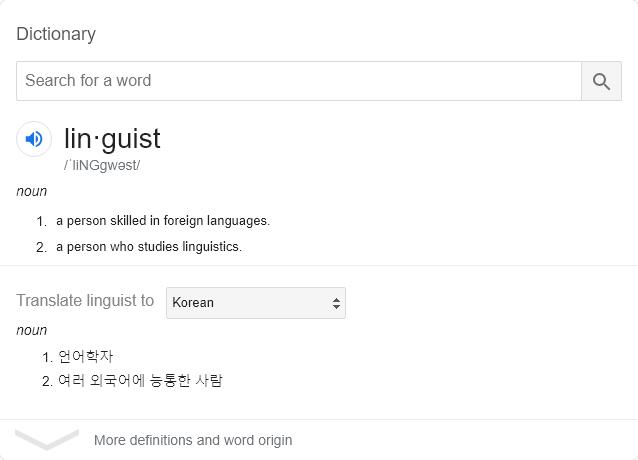 Dictionary
Search for a word
lin·guist
/ˈliNGgwəst/
noun
1. a person skilled in foreign languages.
2. a person who studies linguistics.
Translate linguist to Korean
noun
1. 언어학자
2. 여러 외국어에 능통한 사람
More definitions and word origin